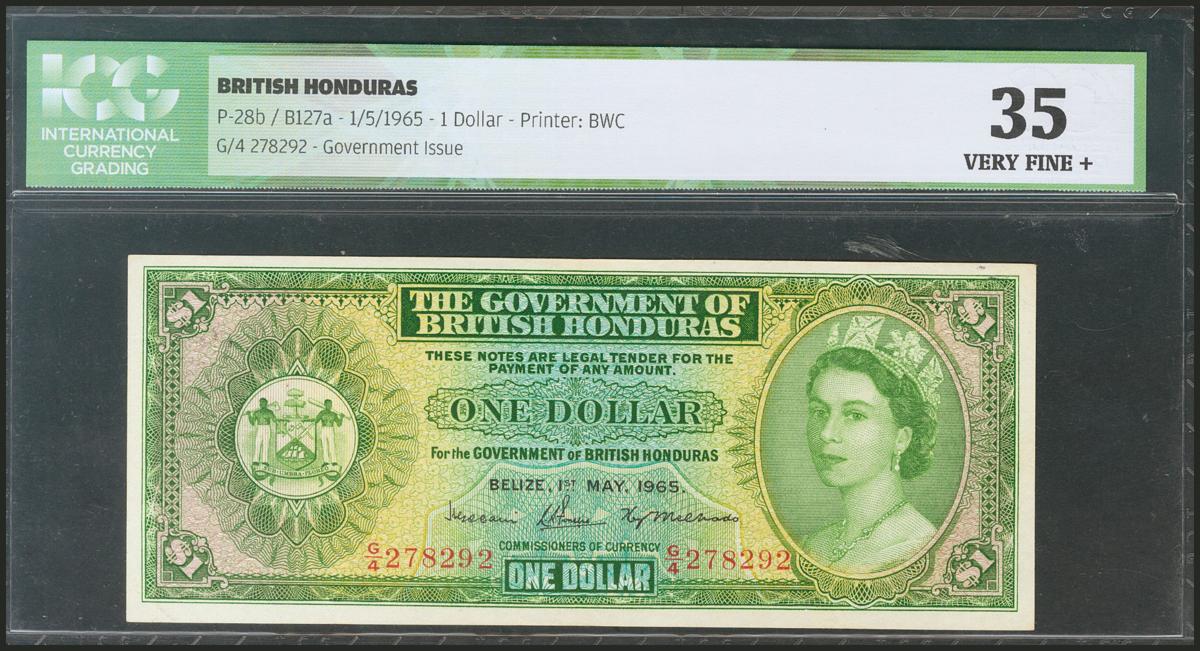 ICG
INTERNATIONAL
CURRENCY
GRADING
BRITISH HONDURAS
P-28b / B127a - 1/5/1965 - 1 Dollar - Printer: BWC
G/4 278292 - Government Issue
35
VERY FINE +
$1
$1
THE GOVERNMENT OF
BRITISH HONDURAS
THESE NOTES ARE LEGAL TENDER FOR THE
PAYMENT OF ANY AMOUNT.
ONE DOLLAR
For the GOVERNMENT OF BRITISH HONDURAS
BELIZE, 1ST MAY, 1965.
COMMISSIONERS OF CURRENCY
G/4 278292
G/4 278292
ONE DOLLAR
$1
$1